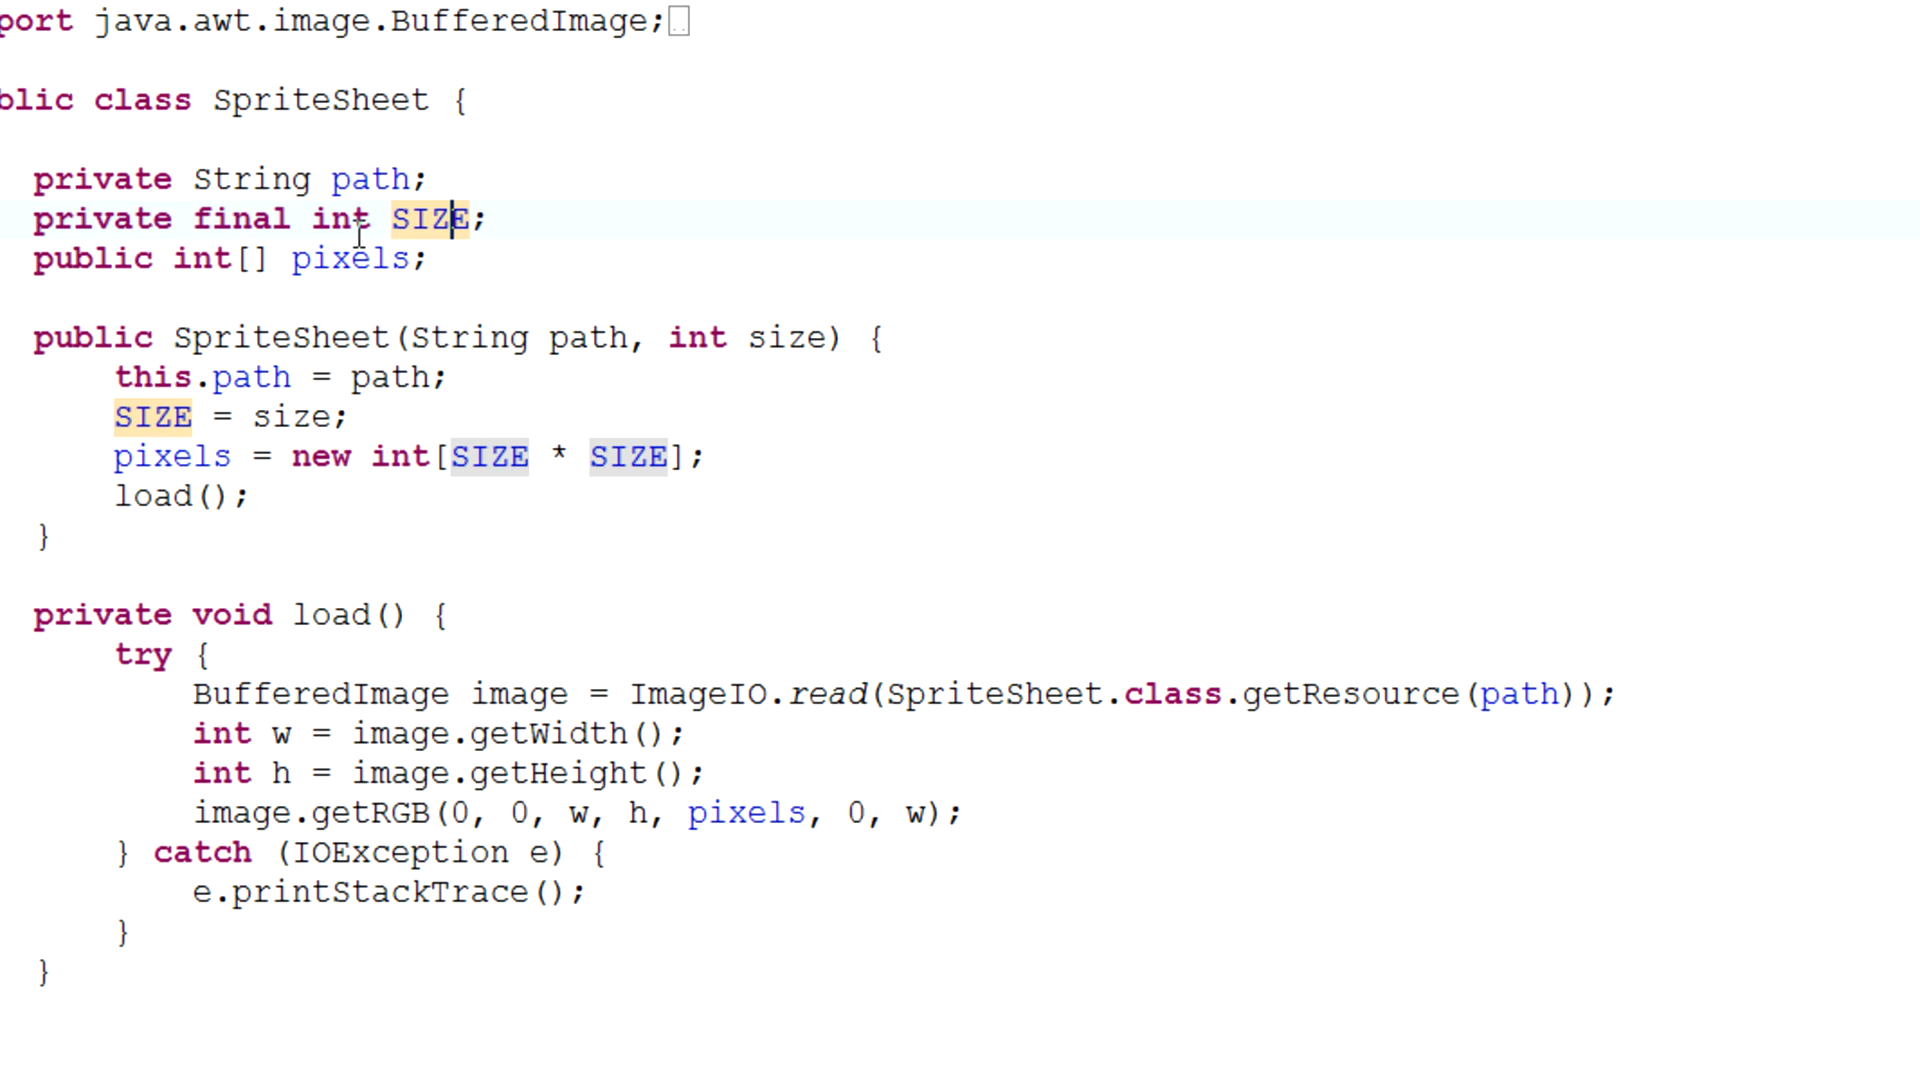 port java.awt.image.BufferedImage;
blic class SpriteSheet {
private String path;
private final int SIZE;
public int[] pixels;
public SpriteSheet(String path, int size) {
this.path = path;
SIZE = size;
pixels = new int[SIZE * SIZE];
load();
}
private void load() {
try {
BufferedImage image = ImageIO.read(SpriteSheet.class.getResource(path));
int w = image.getWidth();
int h = image.getHeight();
image.getRGB(0, 0, w, h, pixels, 0, w);
} catch (IOException e) {
e.printStackTrace();
}
}